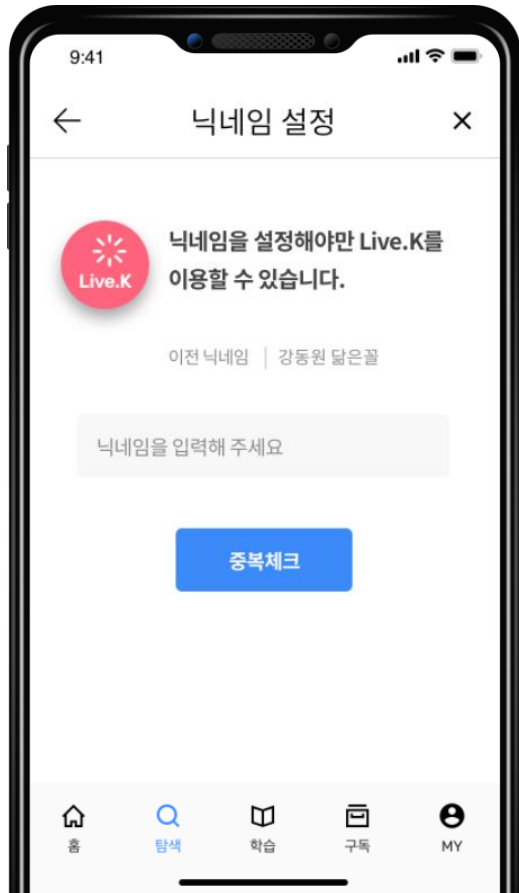 9:41
닉네임 설정
Live.K
닉네임을 설정해야만 Live.K를
이용할 수 있습니다.
이전 닉네임 | 강동원 닮은꼴
닉네임을 입력해 주세요
중복체크
홈 탐색 학습 구독 MY